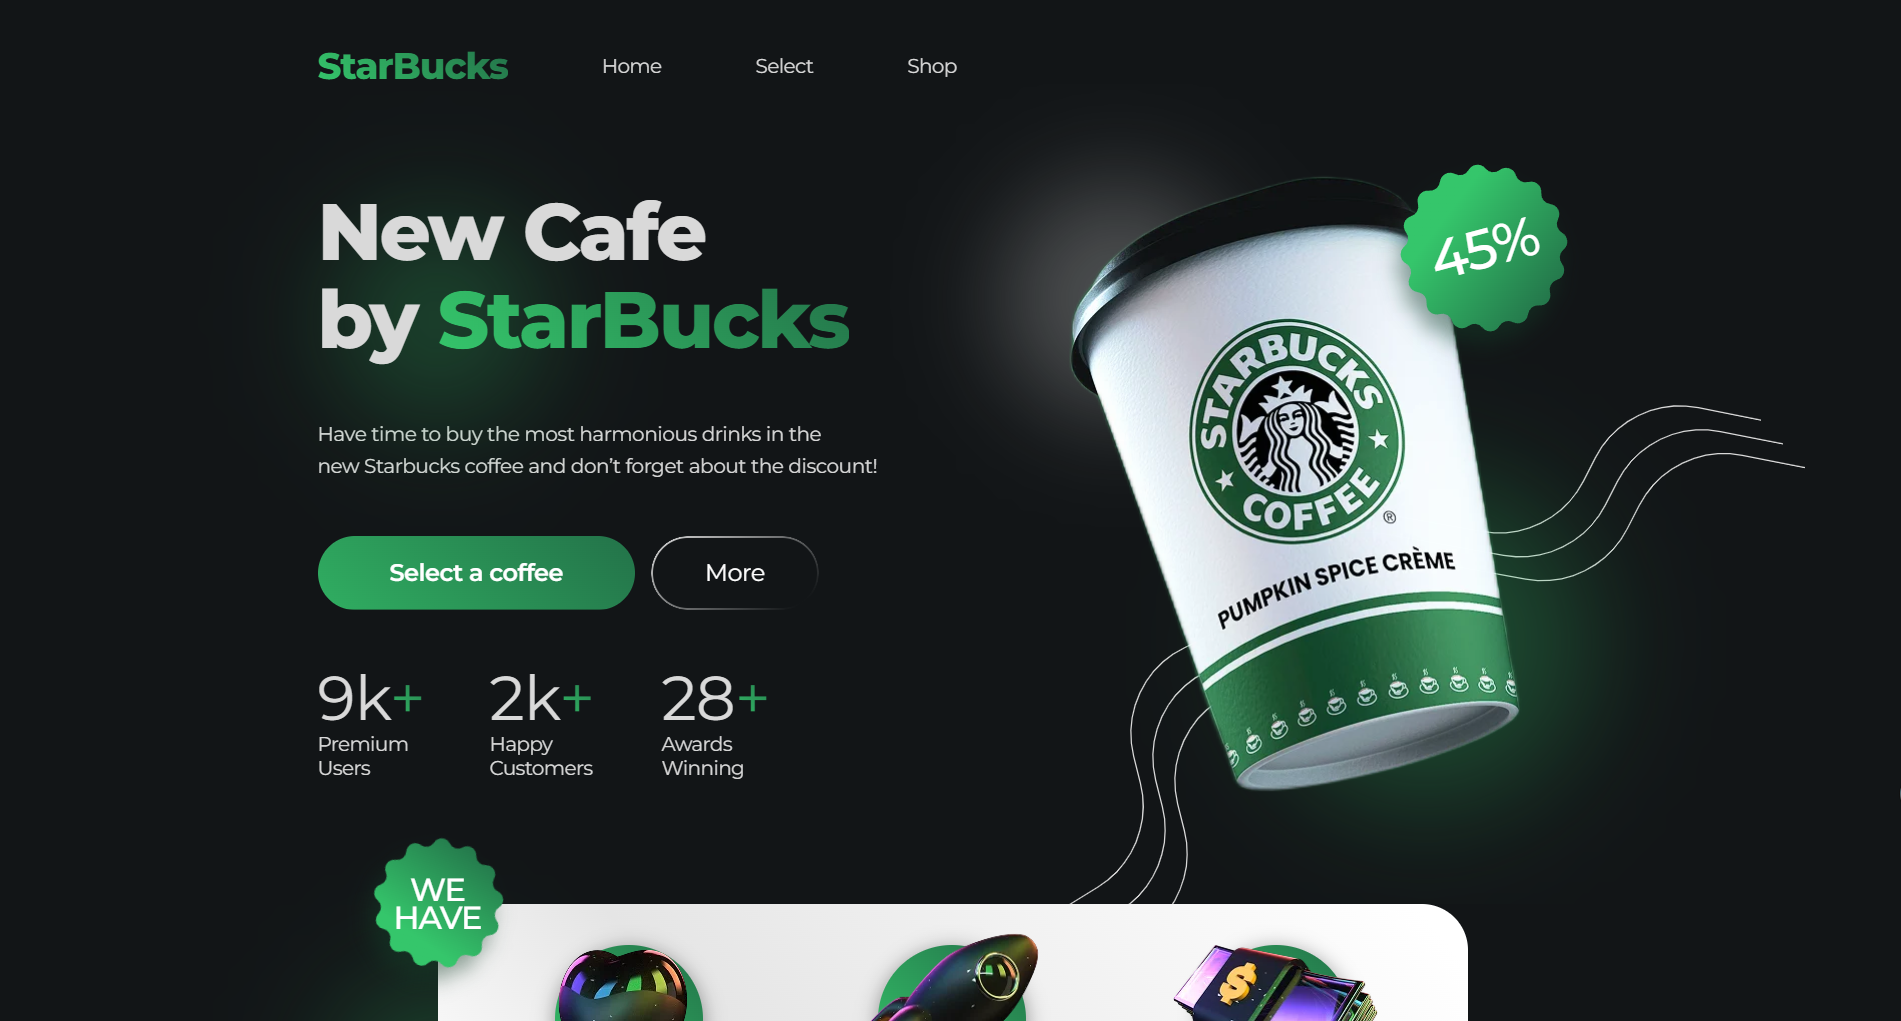 StarBucks
Home
Select
Shop
New Cafe
by StarBucks
Have time to buy the most harmonious drinks in the
new Starbucks coffee and don’t forget about the discount!
Select a coffee
More
9k+
Premium
Users
2k+
Happy
Customers
28+
Awards
Winning
45%
STARBUCKS
COFFEE
®
PUMPKIN SPICE CRÈME
WE
HAVE
$